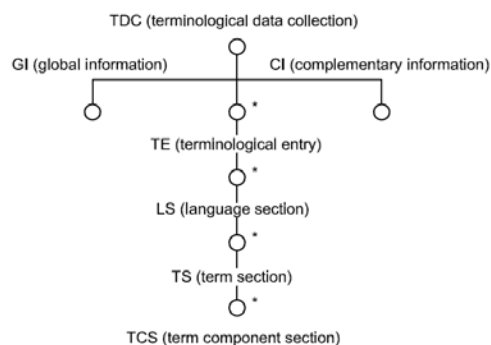 TDC (terminological data collection)
GI (global information)
CI (complementary information)
*
TE (terminological entry)
*
LS (language section)
*
TS (term section)
*
TCS (term component section)